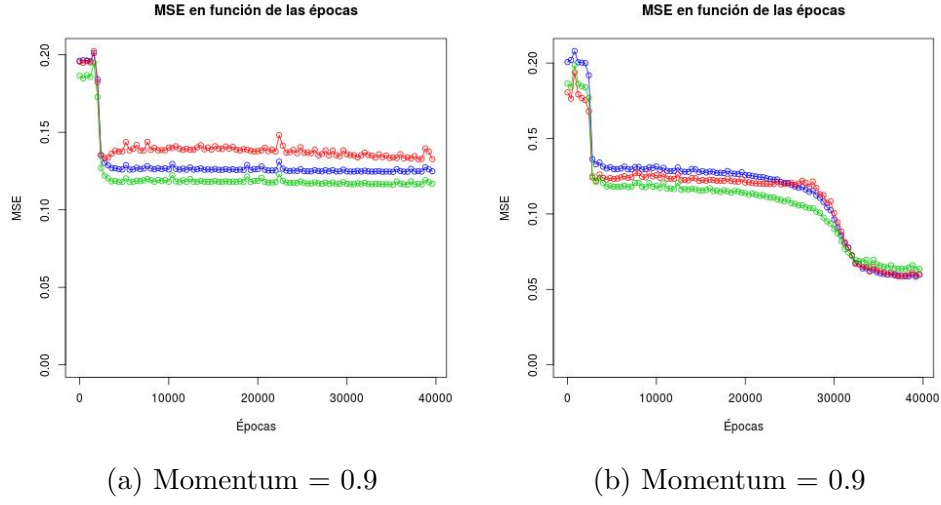 MSE en función de las épocas
MSE
0.00 0.05 0.10 0.15 0.20
0 10000 20000 30000 40000
Épocas
(a) Momentum = 0.9
MSE en función de las épocas
MSE
0.00 0.05 0.10 0.15 0.20
0 10000 20000 30000 40000
Épocas
(b) Momentum = 0.9